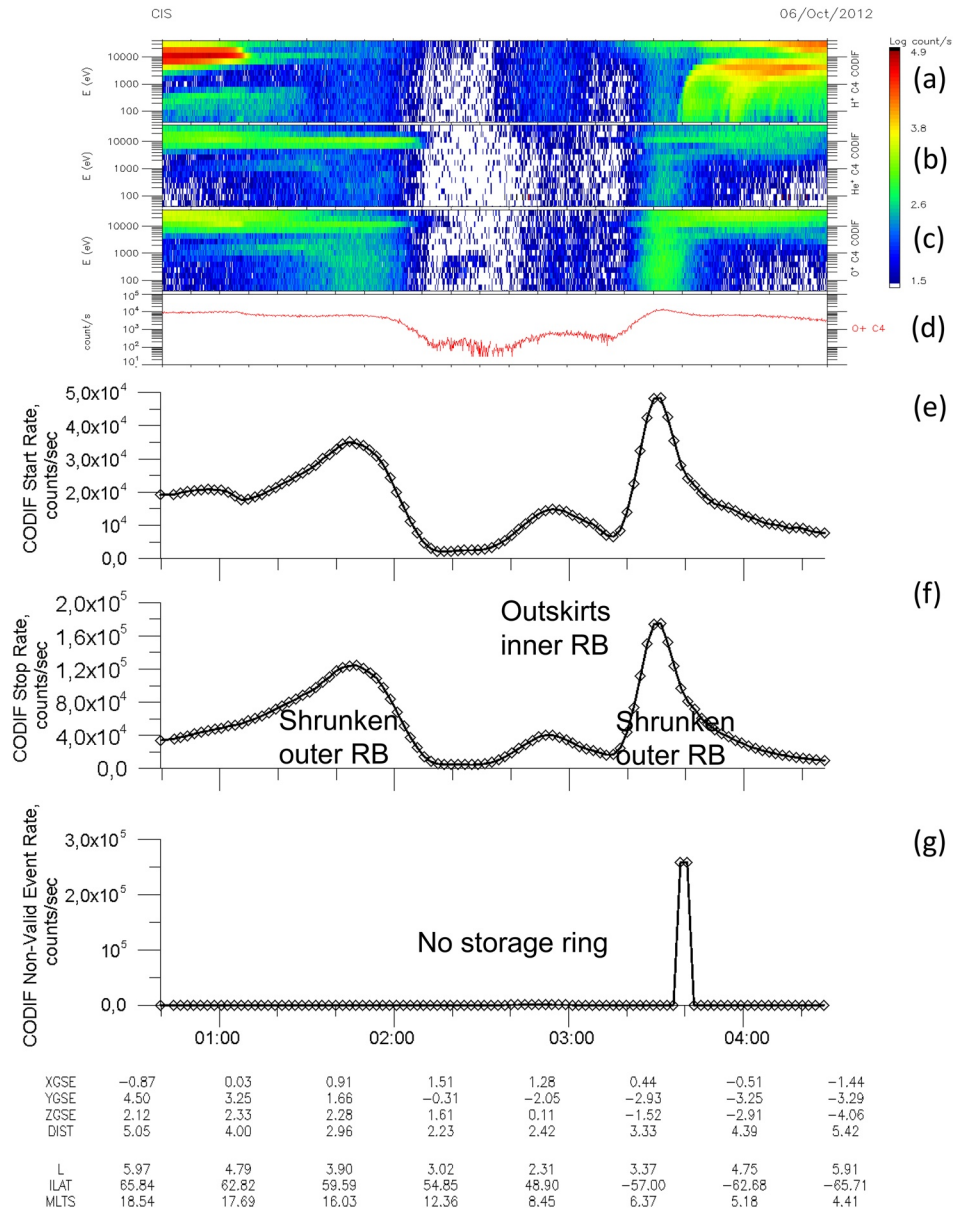 CIS 06/Oct/2012
Log count/s
4.9
3.8
2.6
1.5
E (eV)
10000
1000
100
H⁺ C4 CODIF
(a)
E (eV)
10000
1000
100
He⁺ C4 CODIF
(b)
E (eV)
10000
1000
100
O⁺ C4 CODIF
(c)
count/s
10⁵
10⁴
10³
10²
10¹
O+ C4
(d)
CODIF Start Rate,
counts/sec
5,0x10⁴
4,0x10⁴
3,0x10⁴
2,0x10⁴
10⁴
0,0
(e)
CODIF Stop Rate,
counts/sec
2,0x10⁵
1,6x10⁵
1,2x10⁵
8,0x10⁴
4,0x10⁴
0,0
(f)
Outskirts
inner RB
Shrunken
outer RB
Shrunken
outer RB
CODIF Non-Valid Event Rate,
counts/sec
3,0x10⁵
2,0x10⁵
10⁵
0,0
(g)
No storage ring
01:00 02:00 03:00 04:00
XGSE −0.87 0.03 0.91 1.51 1.28 0.44 −0.51 −1.44
YGSE 4.50 3.25 1.66 −0.31 −2.05 −2.93 −3.25 −3.29
ZGSE 2.12 2.33 2.28 1.61 0.11 −1.52 −2.91 −4.06
DIST 5.05 4.00 2.96 2.23 2.42 3.33 4.39 5.42
L 5.97 4.79 3.90 3.02 2.31 3.37 4.75 5.91
ILAT 65.84 62.82 59.59 54.85 48.90 −57.00 −62.68 −65.71
MLTS 18.54 17.69 16.03 12.36 8.45 6.37 5.18 4.41